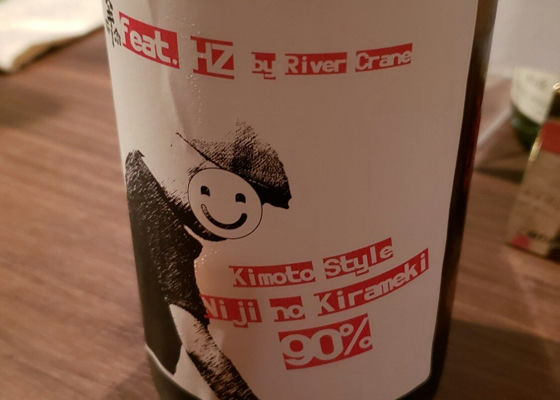 feat. HZ by River Crane
Kimoto Style
Niji no Kirameki
90%